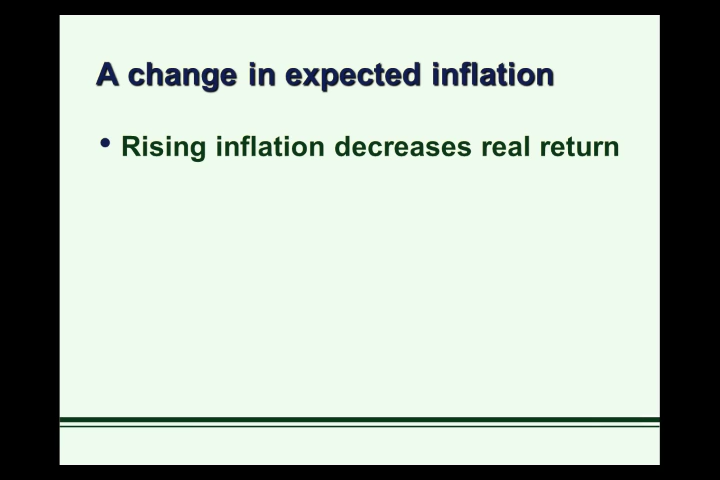 A change in expected inflation
• Rising inflation decreases real return